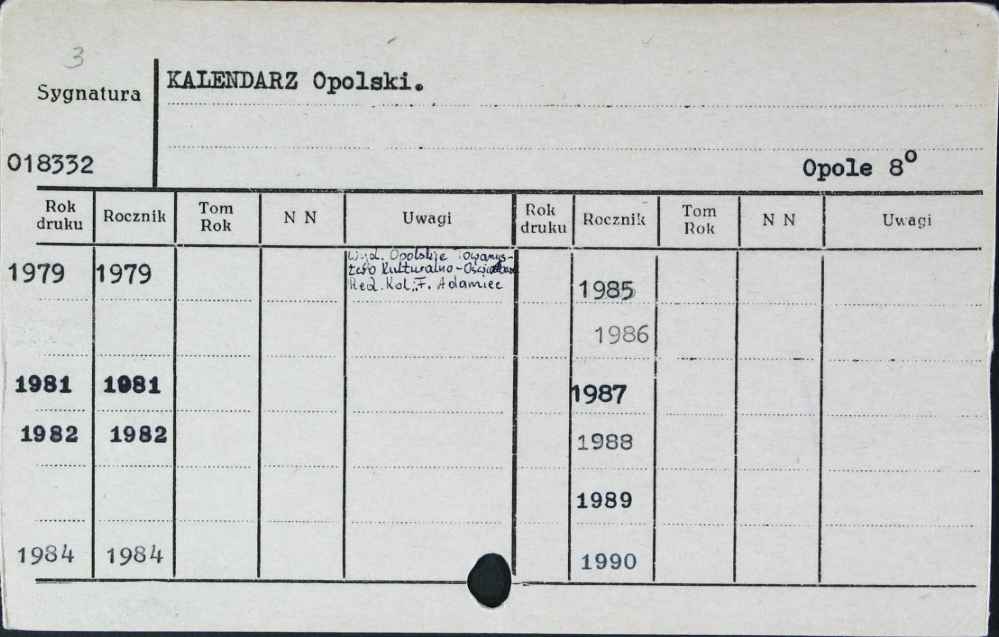 3
Sygnatura
KALENDARZ Opolski.
018332
Opole 8°
Rok druku Rocznik Tom Rok N N Uwagi Rok druku Rocznik Tom Rok N N Uwagi
1979 1979 Wyd. Opolskie Towarzys-
two Kulturalno-Oświatowe
Red. Kol. F. Adamiec
1985
1986
1981 1981 1987
1982 1982 1988
1989
1984 1984 1990